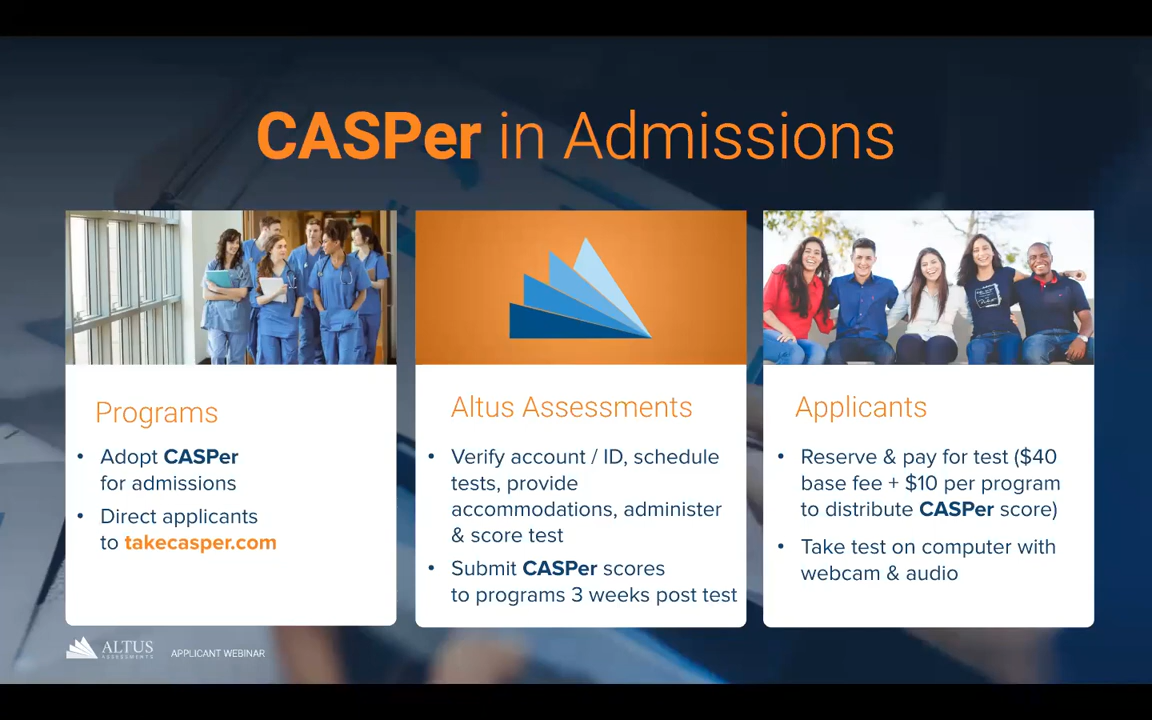 CASPer in Admissions
Programs
• Adopt CASPer
for admissions
• Direct applicants
to takecasper.com
Altus Assessments
• Verify account / ID, schedule
tests, provide
accommodations, administer
& score test
• Submit CASPer scores
to programs 3 weeks post test
Applicants
• Reserve & pay for test ($40
base fee + $10 per program
to distribute CASPer score)
• Take test on computer with
webcam & audio
ALTUS
ASSESSMENTS
APPLICANT WEBINAR